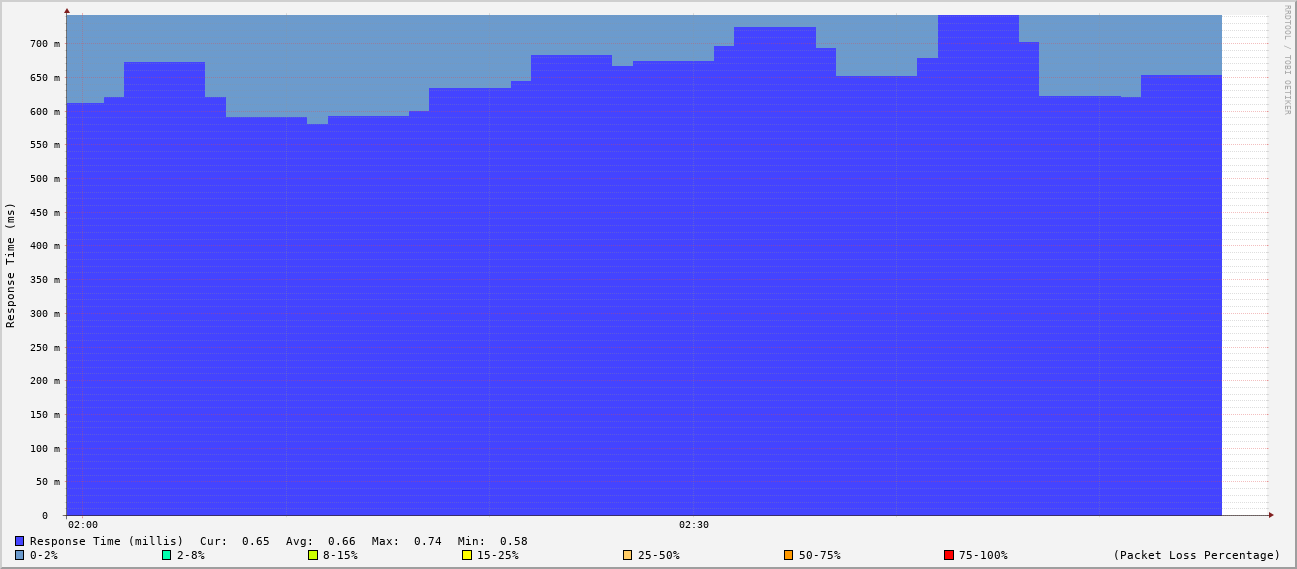 RRDTOOL / TOBI OETIKER
Response Time (ms)
700 m
650 m
600 m
550 m
500 m
450 m
400 m
350 m
300 m
250 m
200 m
150 m
100 m
50 m
0
02:00 02:30
Response Time (millis) Cur: 0.65 Avg: 0.66 Max: 0.74 Min: 0.58
0-2% 2-8% 8-15% 15-25% 25-50% 50-75% 75-100% (Packet Loss Percentage)